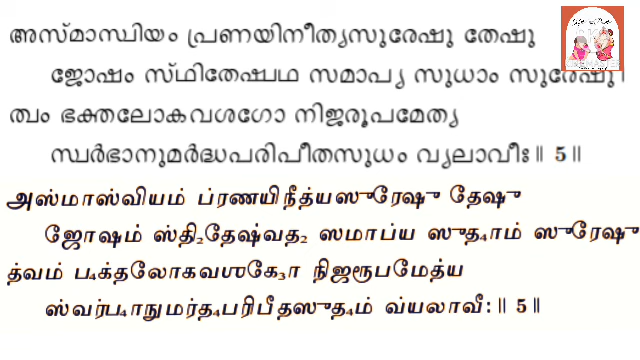 അസ്മാസ്വിയം പ്രണയിനീത്യസുരേഷു തേഷു
ജോഷം സ്ഥിതേഷ്വഥ സമാപ്യ സുധാം സുരേഷു।
ത്വം ഭക്തലോകവശഗോ നിജരൂപമേത്യ
സ്വർഭാനുമർദ്ധപരിപീതസുധം വ്യലാവീഃ॥ 5॥
அஸ்மாஸ்வியம் ப்ரணயிநீத்யஸுரேஷு தேஷு
ஜோஷம் ஸ்தி₂தேஷ்வத₂ ஸமாப்ய ஸுத₄ாம் ஸுரேஷு
த்வம் ப₄க்தலோகவஶகே₃ா நிஜரூபமேத்ய
ஸ்வர்ப₄ாநுமர்த₄பரிபீதஸுத₄ம் வ்யலாவீ:॥ 5॥